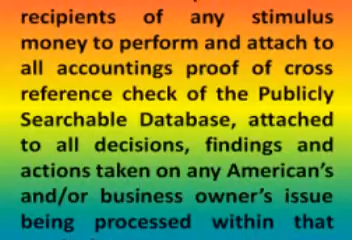 recipients of any stimulus
money to perform and attach to
all accountings proof of cross
reference check of the Publicly
Searchable Database, attached
to all decisions, findings and
actions taken on any American's
and/or business owner's issue
being processed within that